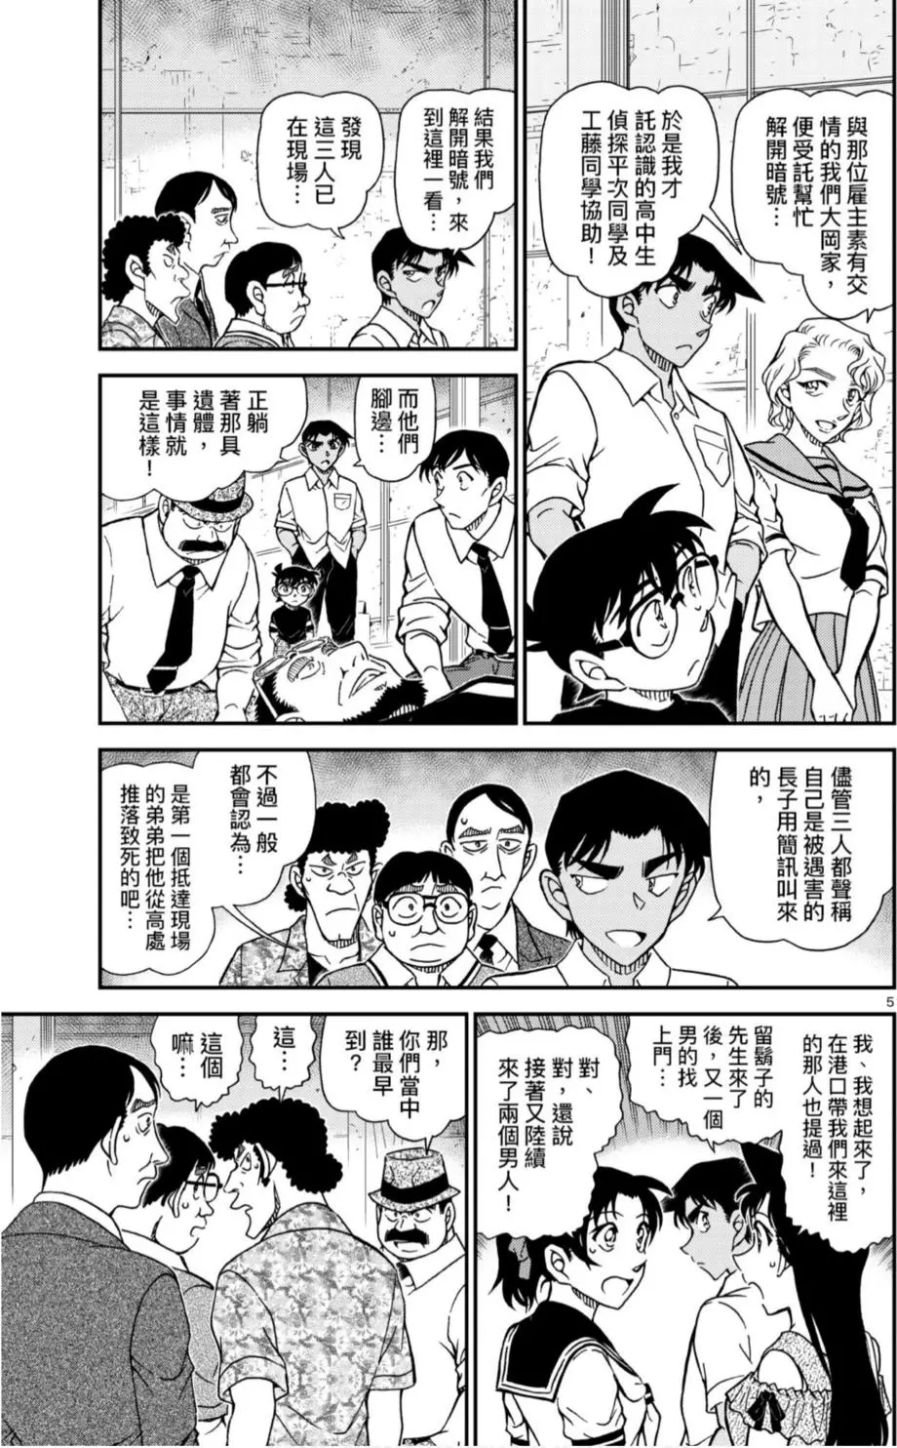 與那位雇主素有交
情的我們大岡家，
便受託幫忙
解開暗號…
於是我才
託認識的高中生
偵探平次同學及
工藤同學協助！
結果我們
解開暗號，來
到這裡一看…
發現
這三人已
在現場…
而他們
腳邊…
正躺
著那具
遺體，
事情就
是這樣！
儘管三人都聲稱
自己是被遇害的
長子用簡訊叫來
的，
不過一般
都會認為…
是第一個抵達現場
的弟弟把他從高處
推落致死的吧…
5
我、我想起來了，
在港口帶我們來這裡
的那人也提過！
留鬍子的
先生來了
後，又一個
男的找
上門…
對、
對，還說
接著又陸續
來了兩個男人！
那，
你們當中
誰最早
到？
這…
這個
嘛…